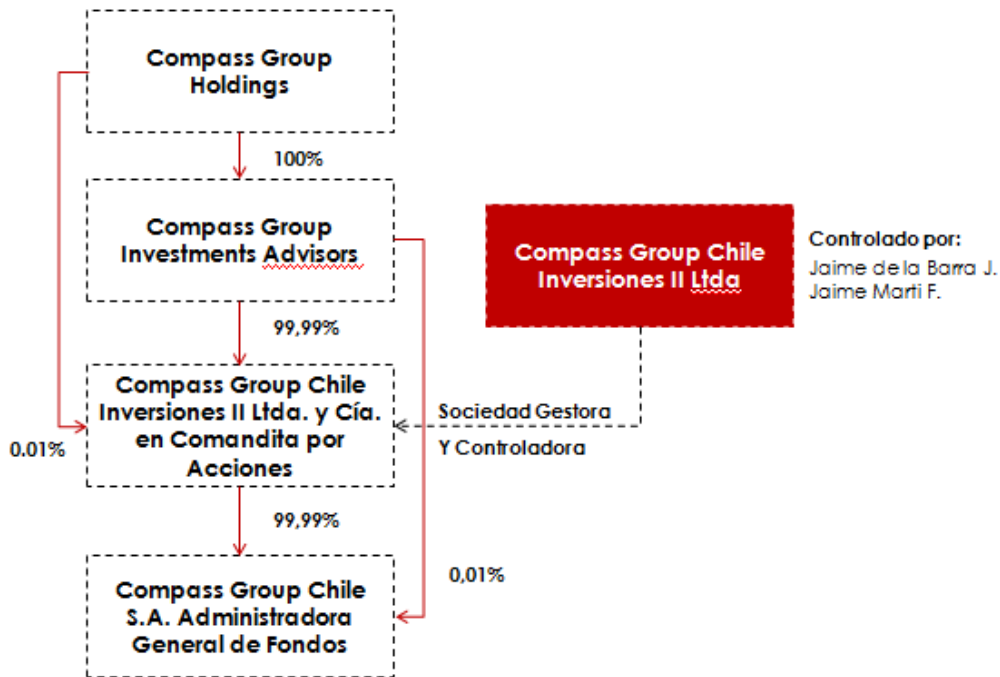 Compass Group
Holdings
100%
Compass Group
Investments Advisors
Compass Group Chile
Inversiones II Ltda
Controlado por:
Jaime de la Barra J.
Jaime Marti F.
99,99%
Compass Group Chile
Inversiones II Ltda. y Cía.
en Comandita por
Acciones
Sociedad Gestora
Y Controladora
0.01%
99,99%
0,01%
Compass Group Chile
S.A. Administradora
General de Fondos